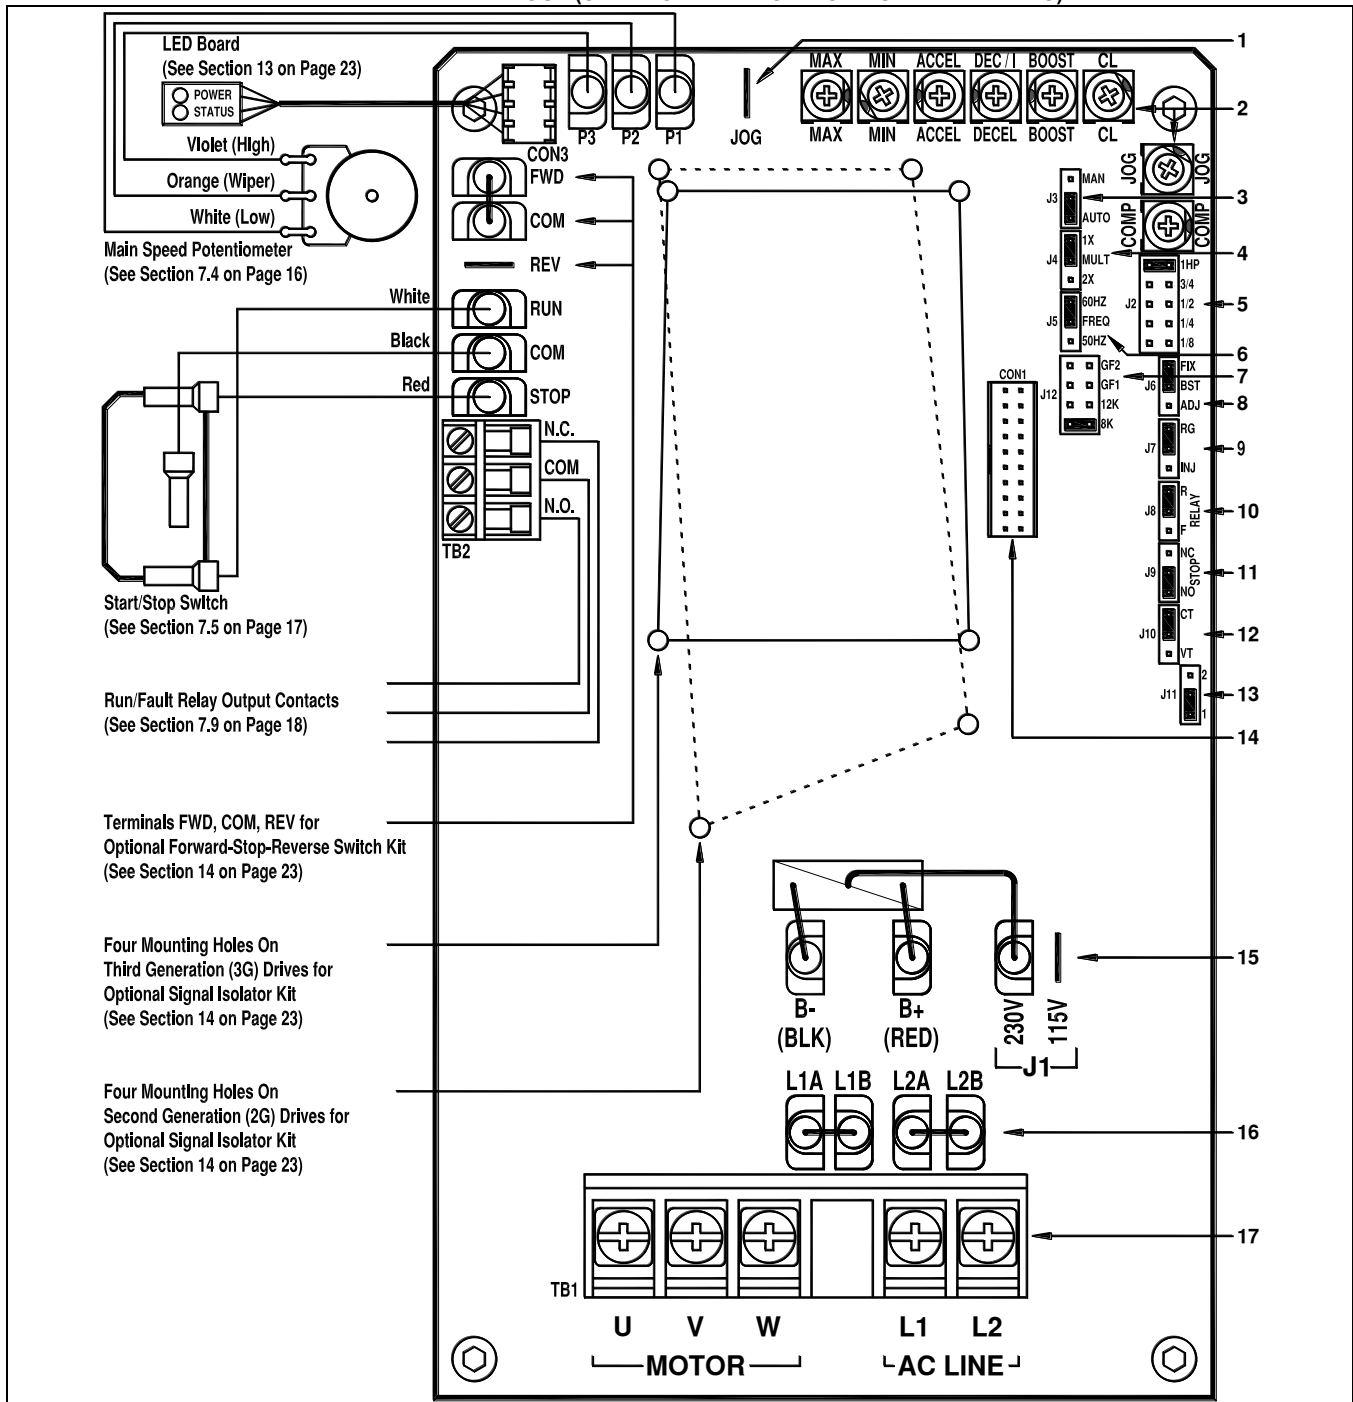 LED Board
(See Section 13 on Page 23)
POWER
STATUS
Violet (High)
Orange (Wiper)
White (Low)
Main Speed Potentiometer
(See Section 7.4 on Page 16)
White
Black
Red
Start/Stop Switch
(See Section 7.5 on Page 17)
Run/Fault Relay Output Contacts
(See Section 7.9 on Page 18)
Terminals FWD, COM, REV for
Optional Forward-Stop-Reverse Switch Kit
(See Section 14 on Page 23)
Four Mounting Holes On
Third Generation (3G) Drives for
Optional Signal Isolator Kit
(See Section 14 on Page 23)
Four Mounting Holes On
Second Generation (2G) Drives for
Optional Signal Isolator Kit
(See Section 14 on Page 23)
P3 P2 P1 JOG
CON3
FWD
COM
REV
RUN
COM
STOP
N.C.
COM
N.O.
TB2
MAX MIN ACCEL DEC / I BOOST CL
MAX MIN ACCEL DECEL BOOST CL
JOG JOG
COMP COMP
J3 MAN
AUTO
J4 1X
MULT
2X
J5 60HZ
FREQ
50HZ
J2 1HP
3/4
1/2
1/4
1/8
J12 GF2
GF1
12K
8K
CON1
J6 FIX
BST
ADJ
J7 RG
INJ
J8 R
RELAY
F
J9 NC
STOP
NO
J10 CT
VT
J11 2
1
1
2
3
4
5
6
7
8
9
10
11
12
13
14
15
16
17
B- B+ 230V 115V
(BLK) (RED) J1
L1A L1B L2A L2B
TB1
U V W L1 L2
MOTOR AC LINE